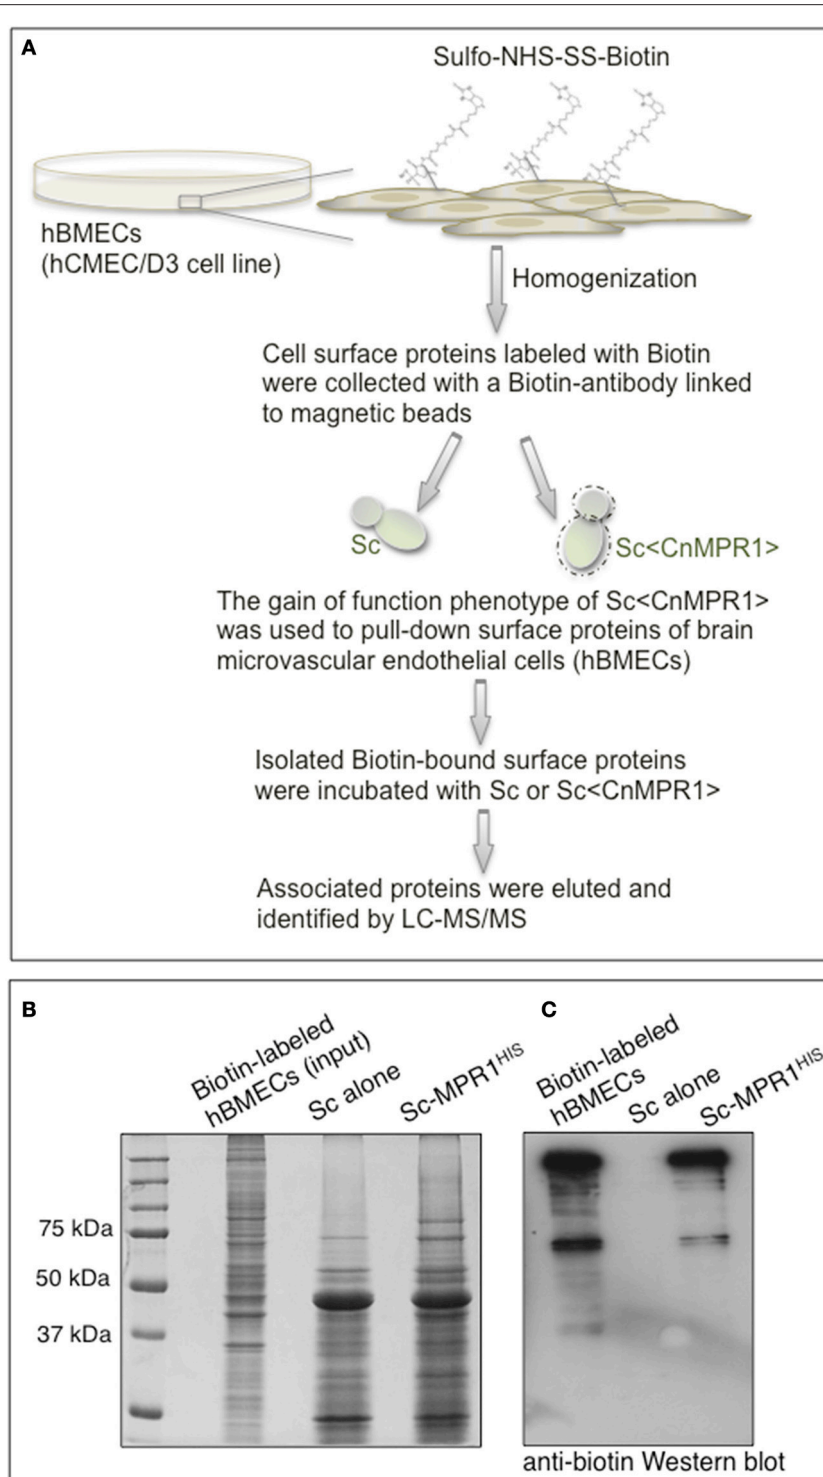 A
Sulfo-NHS-SS-Biotin
hBMECs
(hCMEC/D3 cell line)
Homogenization
Cell surface proteins labeled with Biotin
were collected with a Biotin-antibody linked
to magnetic beads
Sc
Sc<CnMPR1>
The gain of function phenotype of Sc<CnMPR1>
was used to pull-down surface proteins of brain
microvascular endothelial cells (hBMECs)
Isolated Biotin-bound surface proteins
were incubated with Sc or Sc<CnMPR1>
Associated proteins were eluted and
identified by LC-MS/MS
B
Biotin-labeled
hBMECs (input)
Sc alone
Sc-MPR1HIS
75 kDa
50 kDa
37 kDa
C
Biotin-labeled
hBMECs
Sc alone
Sc-MPR1HIS
anti-biotin Western blot